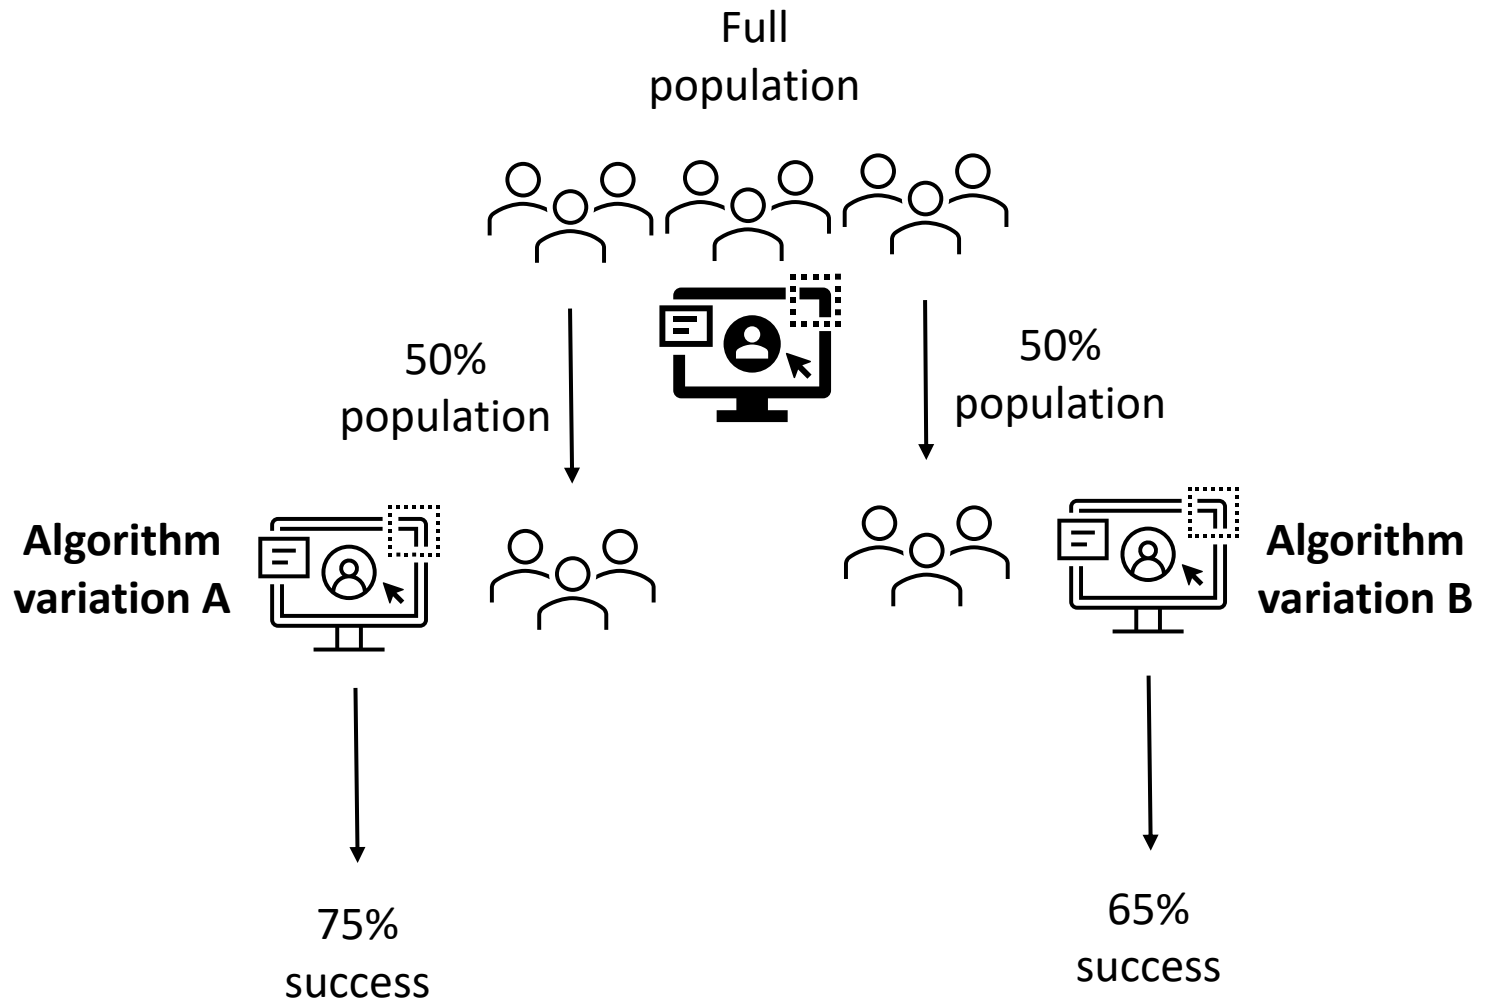 Full
population
50%
population
50%
population
Algorithm
variation A
Algorithm
variation B
75%
success
65%
success